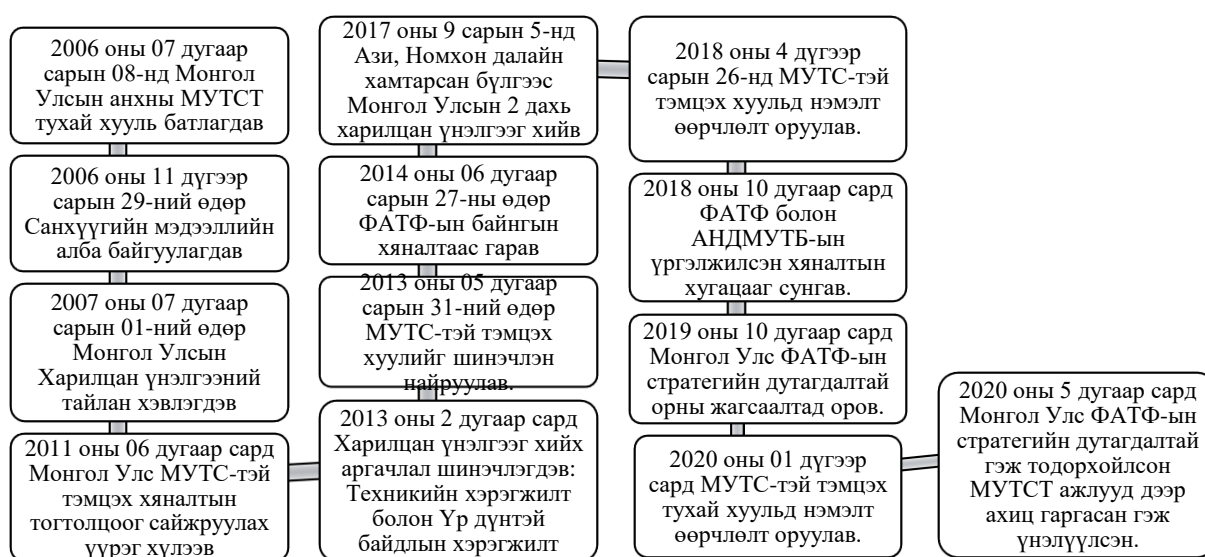 2006 оны 07 дугаар
сарын 08-нд Монгол
Улсын анхны МУТСТ
тухай хууль батлагдав
2006 оны 11 дүгээр
сарын 29-ний өдөр
Санхүүгийн мэдээллийн
алба байгуулагдав
2007 оны 07 дугаар
сарын 01-ний өдөр
Монгол Улсын
Харилцан үнэлгээний
тайлан хэвлэгдэв
2011 оны 06 дугаар сард
Монгол Улс МУТС-тэй
тэмцэх хяналтын
тогтолцоог сайжруулах
үүрэг хүлээв
2013 оны 2 дугаар сард
Харилцан үнэлгээг хийх
аргачлал шинэчлэгдэв:
Техникийн хэрэгжилт
болон Үр дүнтэй
байдлын хэрэгжилт
2013 оны 05 дугаар
сарын 31-ний өдөр
МУТС-тэй тэмцэх
хуулийг шинэчлэн
найруулав.
2014 оны 06 дугаар
сарын 27-ны өдөр
ФАТФ-ын байнгын
хяналтаас гарав
2017 оны 9 сарын 5-нд
Ази, Номхон далайн
хамтарсан бүлгээс
Монгол Улсын 2 дахь
харилцан үнэлгээг хийв
2018 оны 4 дүгээр
сарын 26-нд МУТС-тэй
тэмцэх хуульд нэмэлт
өөрчлөлт оруулав.
2018 оны 10 дугаар сард
ФАТФ болон
АНДМУТБ-ын
үргэлжилсэн хяналтын
хугацааг сунгав.
2019 оны 10 дугаар сард
Монгол Улс ФАТФ-ын
стратегийн дутагдалтай
орны жагсаалтад оров.
2020 оны 01 дүгээр
сард МУТС-тэй тэмцэх
тухай хуульд нэмэлт
өөрчлөлт оруулав.
2020 оны 5 дугаар сард
Монгол Улс ФАТФ-ын
стратегийн дутагдалтай
гэж тодорхойлсон
МУТСТ ажлууд дээр
ахиц гаргасан гэж
үнэлүүлсэн.